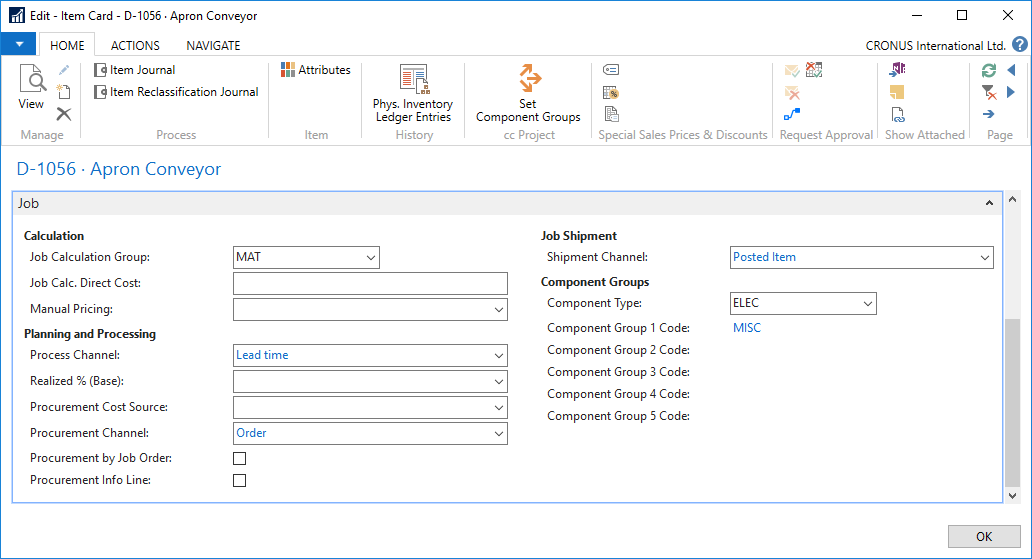 Edit - Item Card - D-1056 · Apron Conveyor
HOME ACTIONS NAVIGATE CRONUS International Ltd.
View
Manage
Item Journal
Item Reclassification Journal
Process
Attributes
Item
Phys. Inventory
Ledger Entries
History
Set
Component Groups
cc Project
Special Sales Prices & Discounts
Request Approval
Show Attached
Page
D-1056 · Apron Conveyor
Job
Calculation
Job Calculation Group: MAT
Job Calc. Direct Cost:
Manual Pricing:
Planning and Processing
Process Channel: Lead time
Realized % (Base):
Procurement Cost Source:
Procurement Channel: Order
Procurement by Job Order:
Procurement Info Line:
Job Shipment
Shipment Channel: Posted Item
Component Groups
Component Type: ELEC
Component Group 1 Code: MISC
Component Group 2 Code:
Component Group 3 Code:
Component Group 4 Code:
Component Group 5 Code:
OK